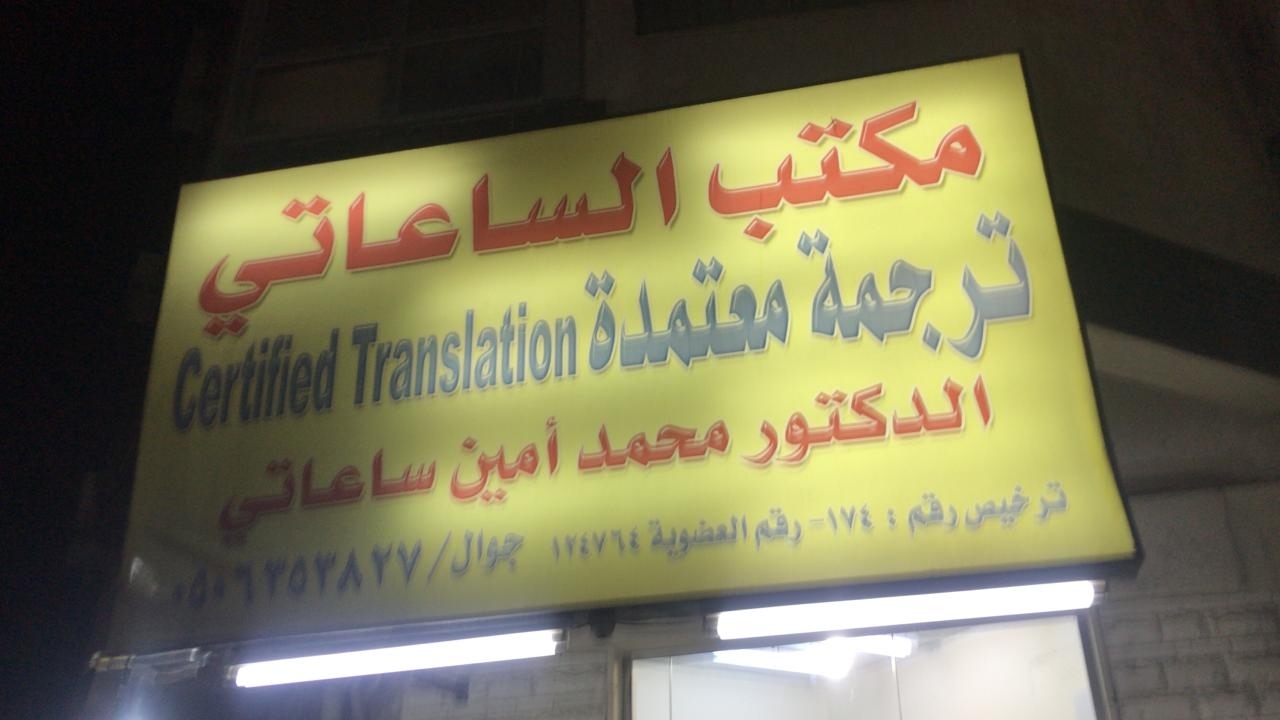 مكتب الساعاتي
ترجمة معتمدة Certified Translation
الدكتور محمد أمين ساعاتي
ترخيص رقم : ١٧٤- رقم العضوية ١٢٤٧٦٤
جوال/ ٠٥٠٦٣٥٣٨٢٧